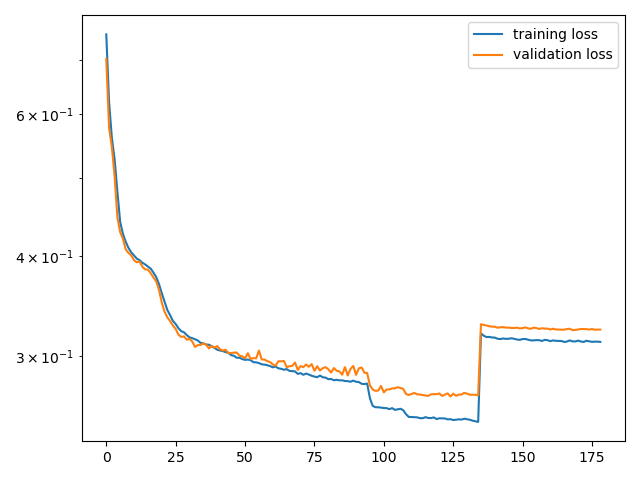 training loss
validation loss
6 × 10⁻¹
4 × 10⁻¹
3 × 10⁻¹
0 25 50 75 100 125 150 175